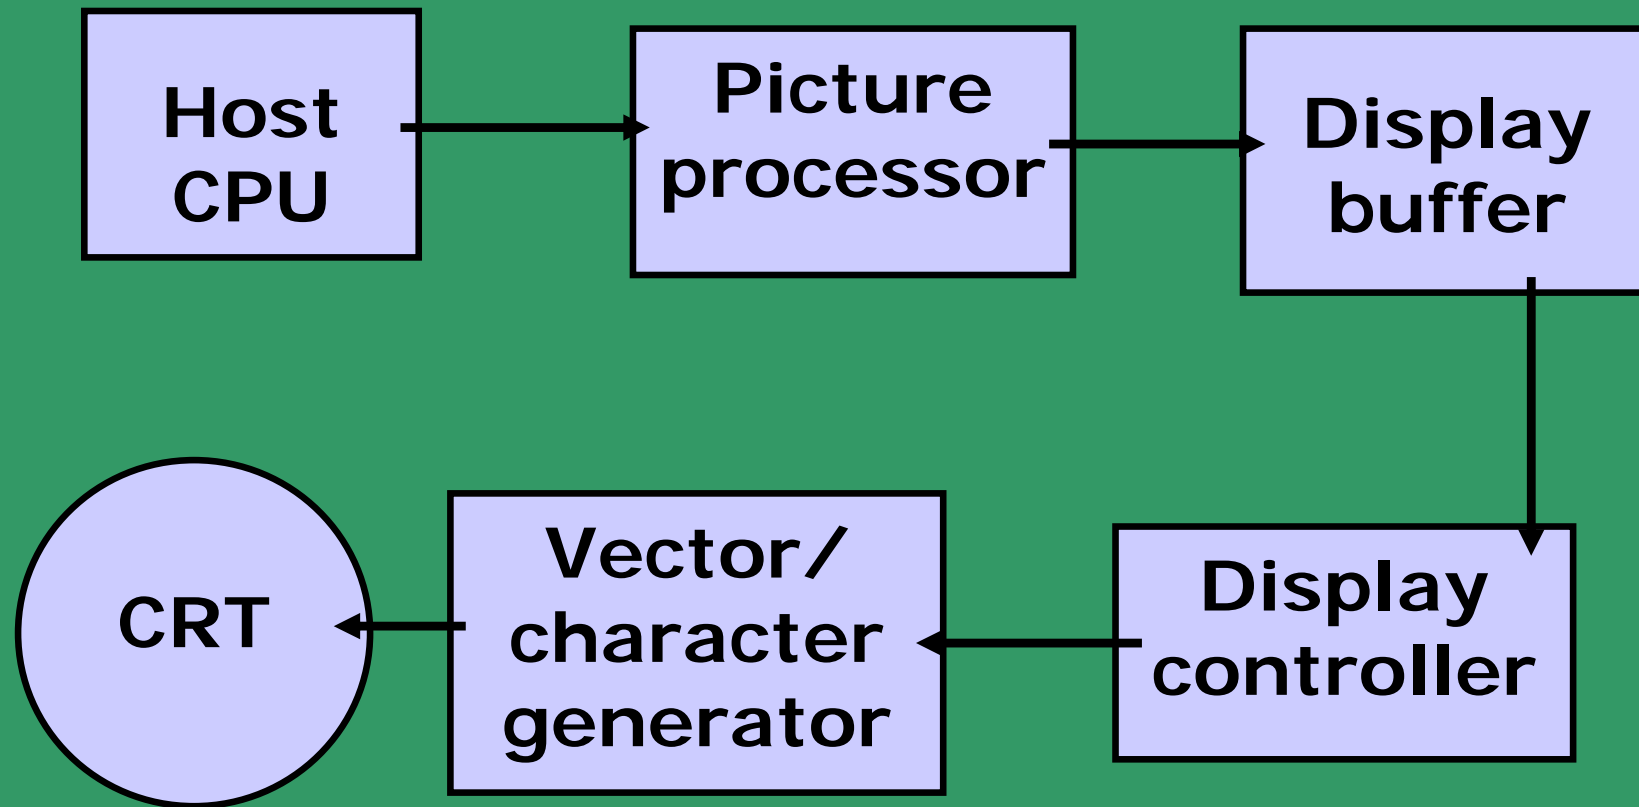 Host
CPU
Picture
processor
Display
buffer
Display
controller
Vector/
character
generator
CRT